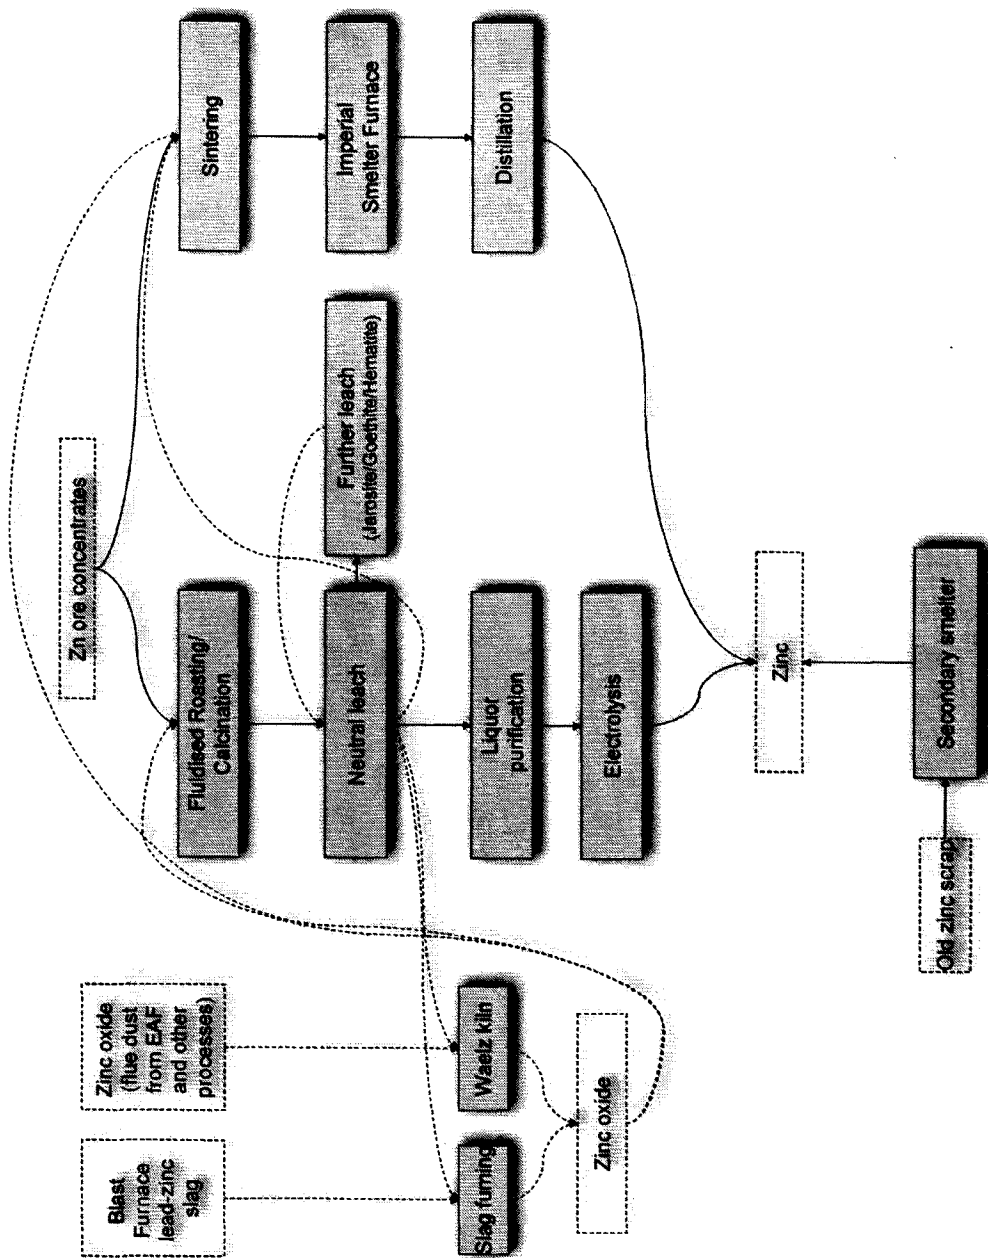 Blast
Furnace
lead-zinc
slag
Zinc oxide
(flue dust
from EAF
and other
processes)
Zn ore concentrates
Slag fuming
Waelz kiln
Zinc oxide
Fluidised Roasting/
Calcination
Sintering
Neutral leach
Further leach
(Jarosite/Goethite/Hematite)
Imperial
Smelter Furnace
Liquor
purification
Distillation
Electrolysis
Zinc
Old zinc scrap
Secondary smelter